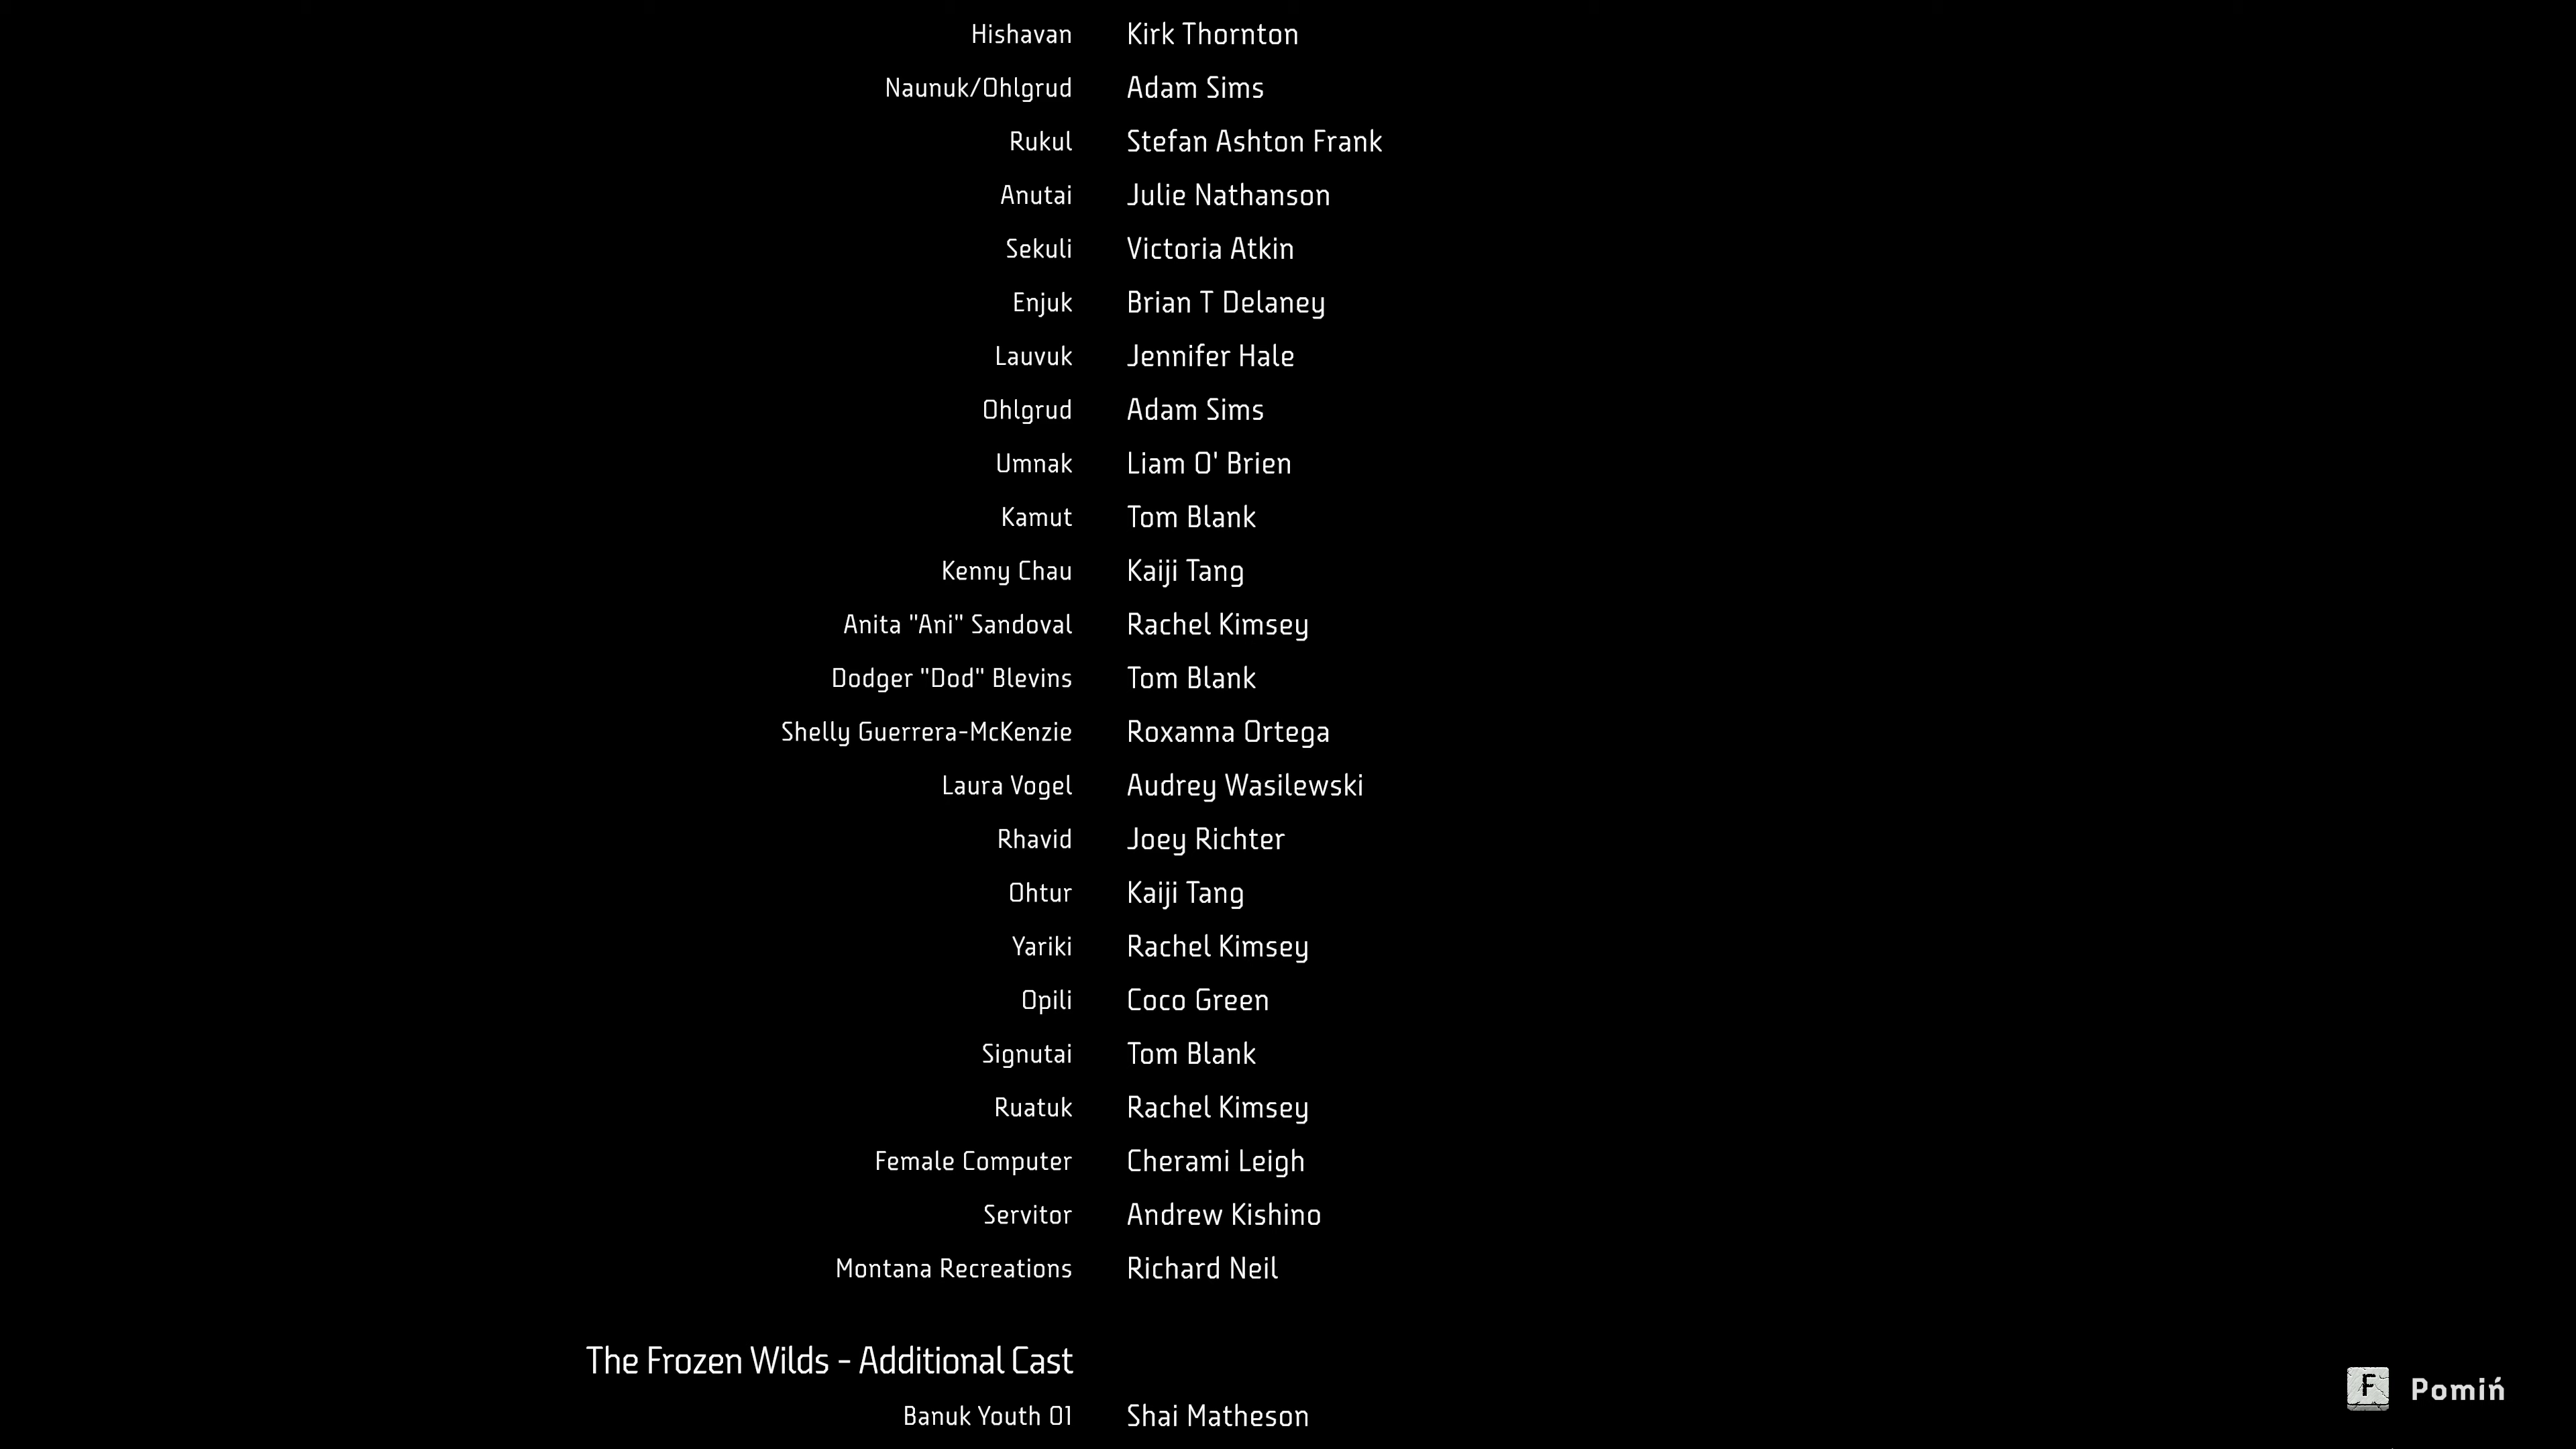 Hishavan Kirk Thornton
Naunuk/Ohlgrud Adam Sims
Rukul Stefan Ashton Frank
Anutai Julie Nathanson
Sekuli Victoria Atkin
Enjuk Brian T Delaney
Lauvuk Jennifer Hale
Ohlgrud Adam Sims
Umnak Liam O' Brien
Kamut Tom Blank
Kenny Chau Kaiji Tang
Anita "Ani" Sandoval Rachel Kimsey
Dodger "Dod" Blevins Tom Blank
Shelly Guerrera-McKenzie Roxanna Ortega
Laura Vogel Audrey Wasilewski
Rhavid Joey Richter
Ohtur Kaiji Tang
Yariki Rachel Kimsey
Opili Coco Green
Signutai Tom Blank
Ruatuk Rachel Kimsey
Female Computer Cherami Leigh
Servitor Andrew Kishino
Montana Recreations Richard Neil
The Frozen Wilds - Additional Cast
F Pomiń
Banuk Youth 01 Shai Matheson